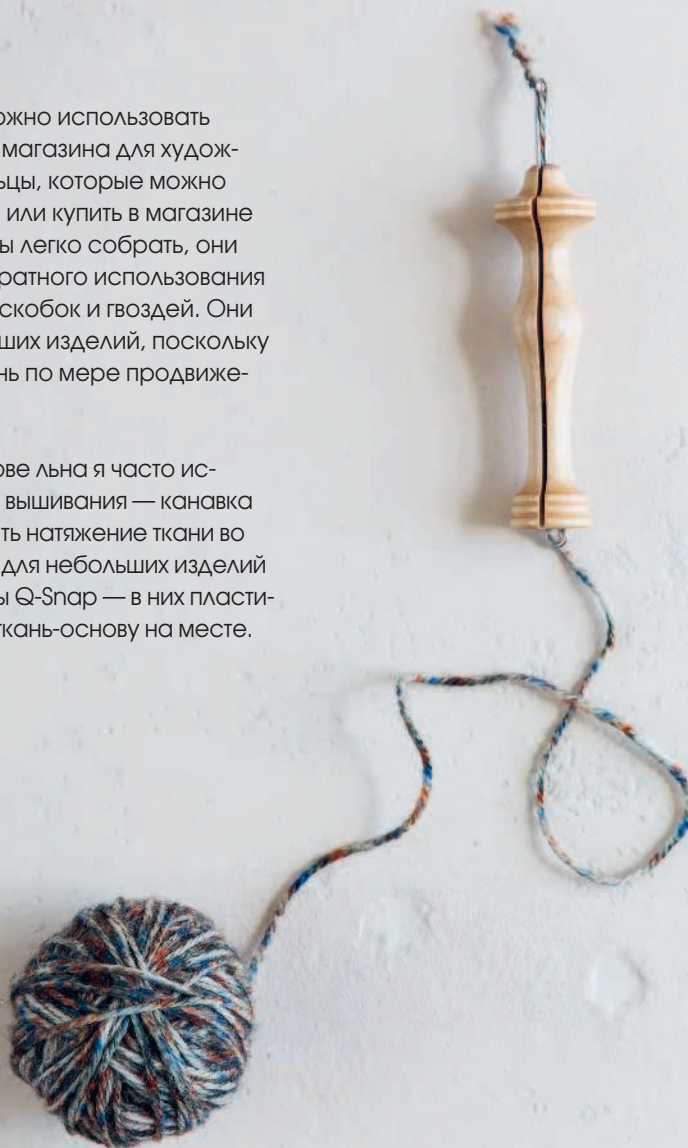 ожно использовать
магазина для худож-
ьцы, которые можно
или купить в магазине
ы легко собрать, они
ратного использования
скобок и гвоздей. Они
ших изделий, поскольку
нь по мере продвиже-
ове льна я часто ис-
вышивания — канавка
ть натяжение ткани во
для небольших изделий
ы Q-Snap — в них пласти-
ткань-основу на месте.